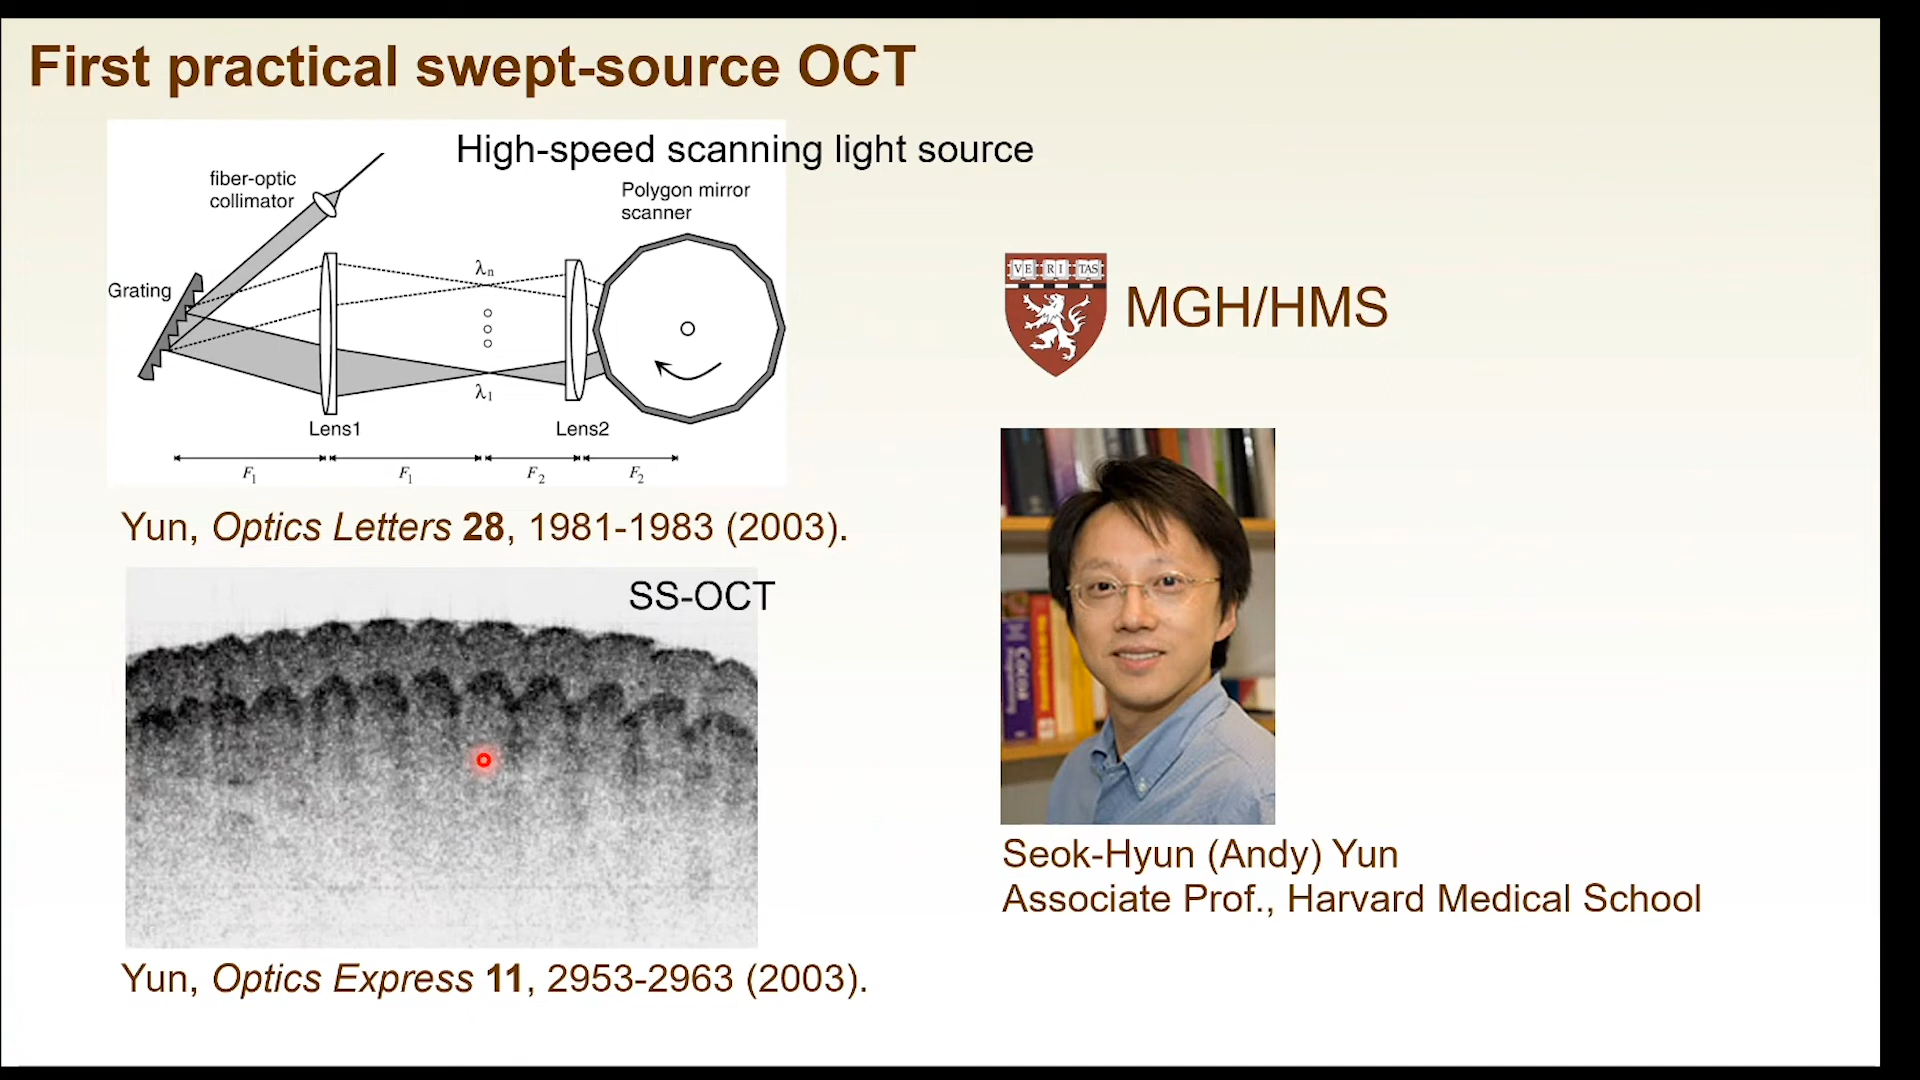 First practical swept-source OCT
High-speed scanning light source
fiber-optic
collimator
Polygon mirror
scanner
Grating
λn
λ1
Lens1
Lens2
F1
F1
F2
F2
Yun, Optics Letters 28, 1981-1983 (2003).
SS-OCT
Yun, Optics Express 11, 2953-2963 (2003).
VE RI TAS
MGH/HMS
Cocoa
Seok-Hyun (Andy) Yun
Associate Prof., Harvard Medical School